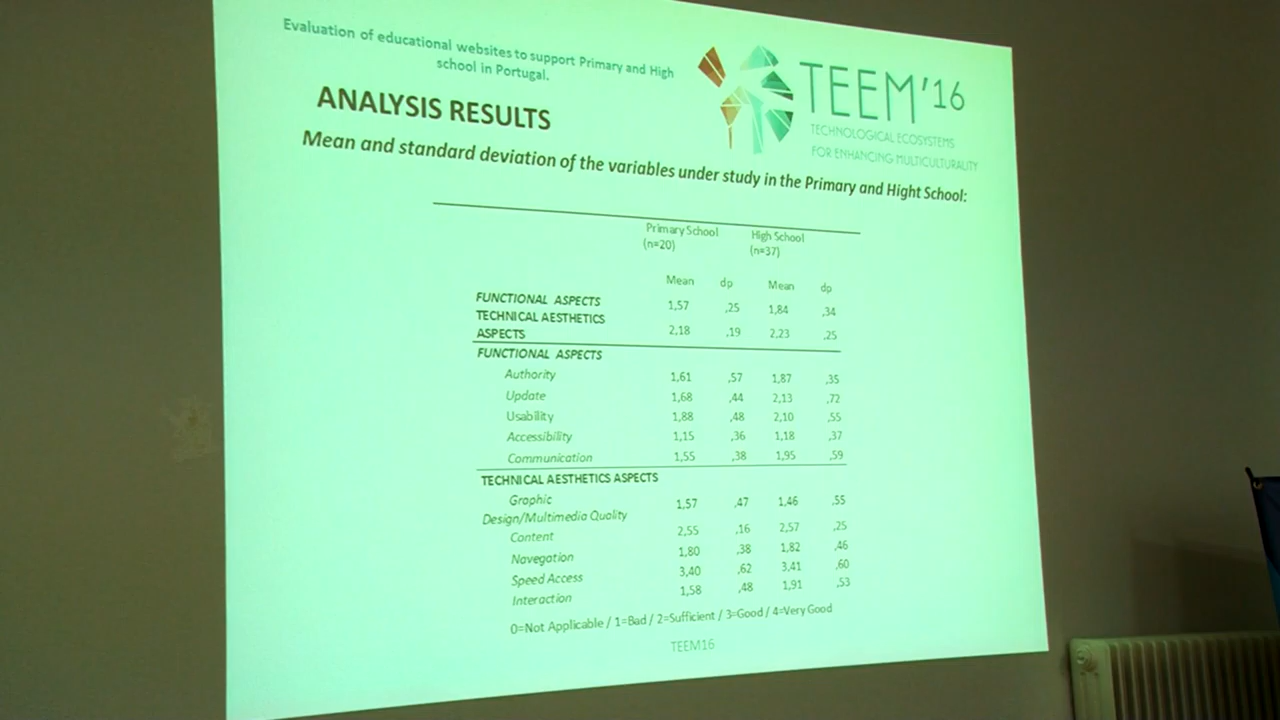 Evaluation of educational websites to support Primary and High
school in Portugal.
TEEM'16
TECHNOLOGICAL ECOSYSTEMS
FOR ENHANCING MULTICULTURALITY
ANALYSIS RESULTS
Mean and standard deviation of the variables under study in the Primary and Hight School:
Primary School High School
(n=20) (n=37)
Mean dp Mean dp
FUNCTIONAL ASPECTS 1,57 ,25 1,84 ,34
TECHNICAL AESTHETICS
ASPECTS 2,18 ,19 2,23 ,25
FUNCTIONAL ASPECTS
Authority 1,61 ,57 1,87 ,35
Update 1,68 ,44 2,13 ,72
Usability 1,88 ,48 2,10 ,55
Accessibility 1,15 ,36 1,18 ,37
Communication 1,55 ,38 1,95 ,59
TECHNICAL AESTHETICS ASPECTS
Graphic 1,57 ,47 1,46 ,55
Design/Multimedia Quality
Content 2,55 ,16 2,57 ,25
Navegation 1,80 ,38 1,82 ,46
Speed Access 3,40 ,62 3,41 ,60
Interaction 1,58 ,48 1,91 ,53
0=Not Applicable / 1=Bad / 2=Sufficient / 3=Good / 4=Very Good
TEEM16